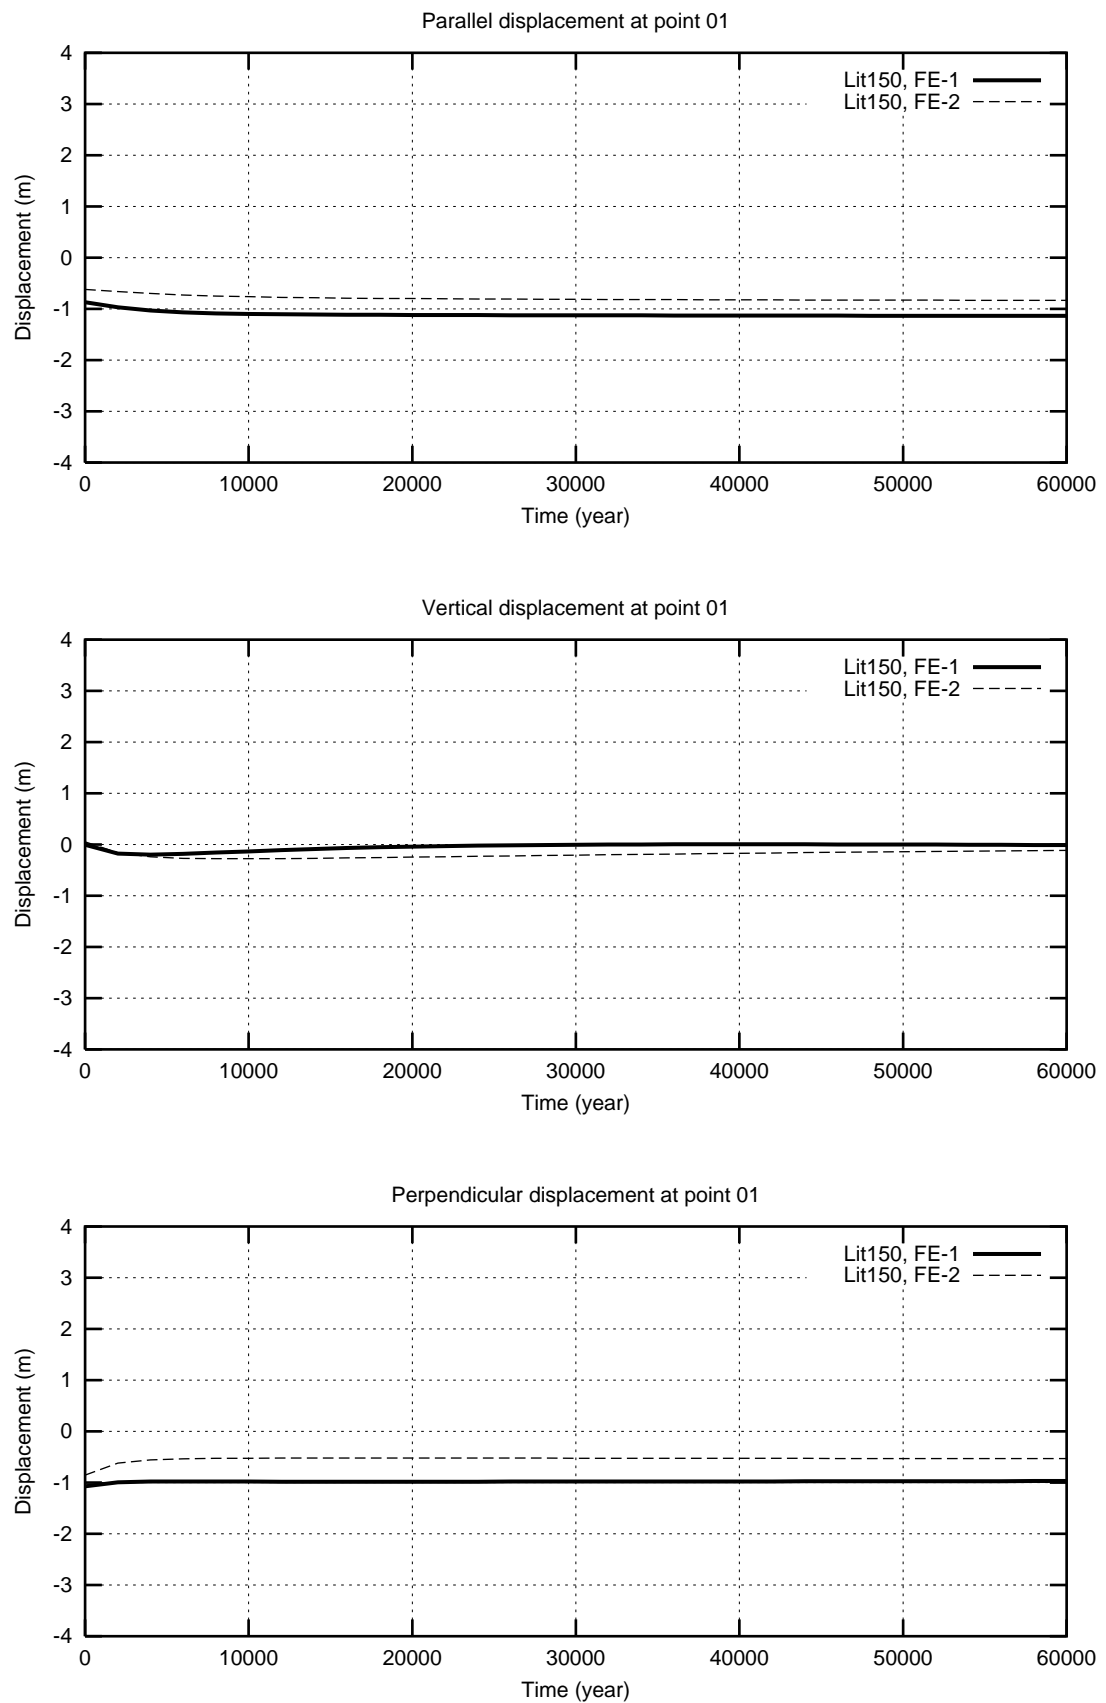 Parallel displacement at point 01
4
3
2
1
0
-1
-2
-3
-4
Displacement (m)
Lit150, FE-1
Lit150, FE-2
0 10000 20000 30000 40000 50000 60000
Time (year)
Vertical displacement at point 01
4
3
2
1
0
-1
-2
-3
-4
Displacement (m)
Lit150, FE-1
Lit150, FE-2
0 10000 20000 30000 40000 50000 60000
Time (year)
Perpendicular displacement at point 01
4
3
2
1
0
-1
-2
-3
-4
Displacement (m)
Lit150, FE-1
Lit150, FE-2
0 10000 20000 30000 40000 50000 60000
Time (year)